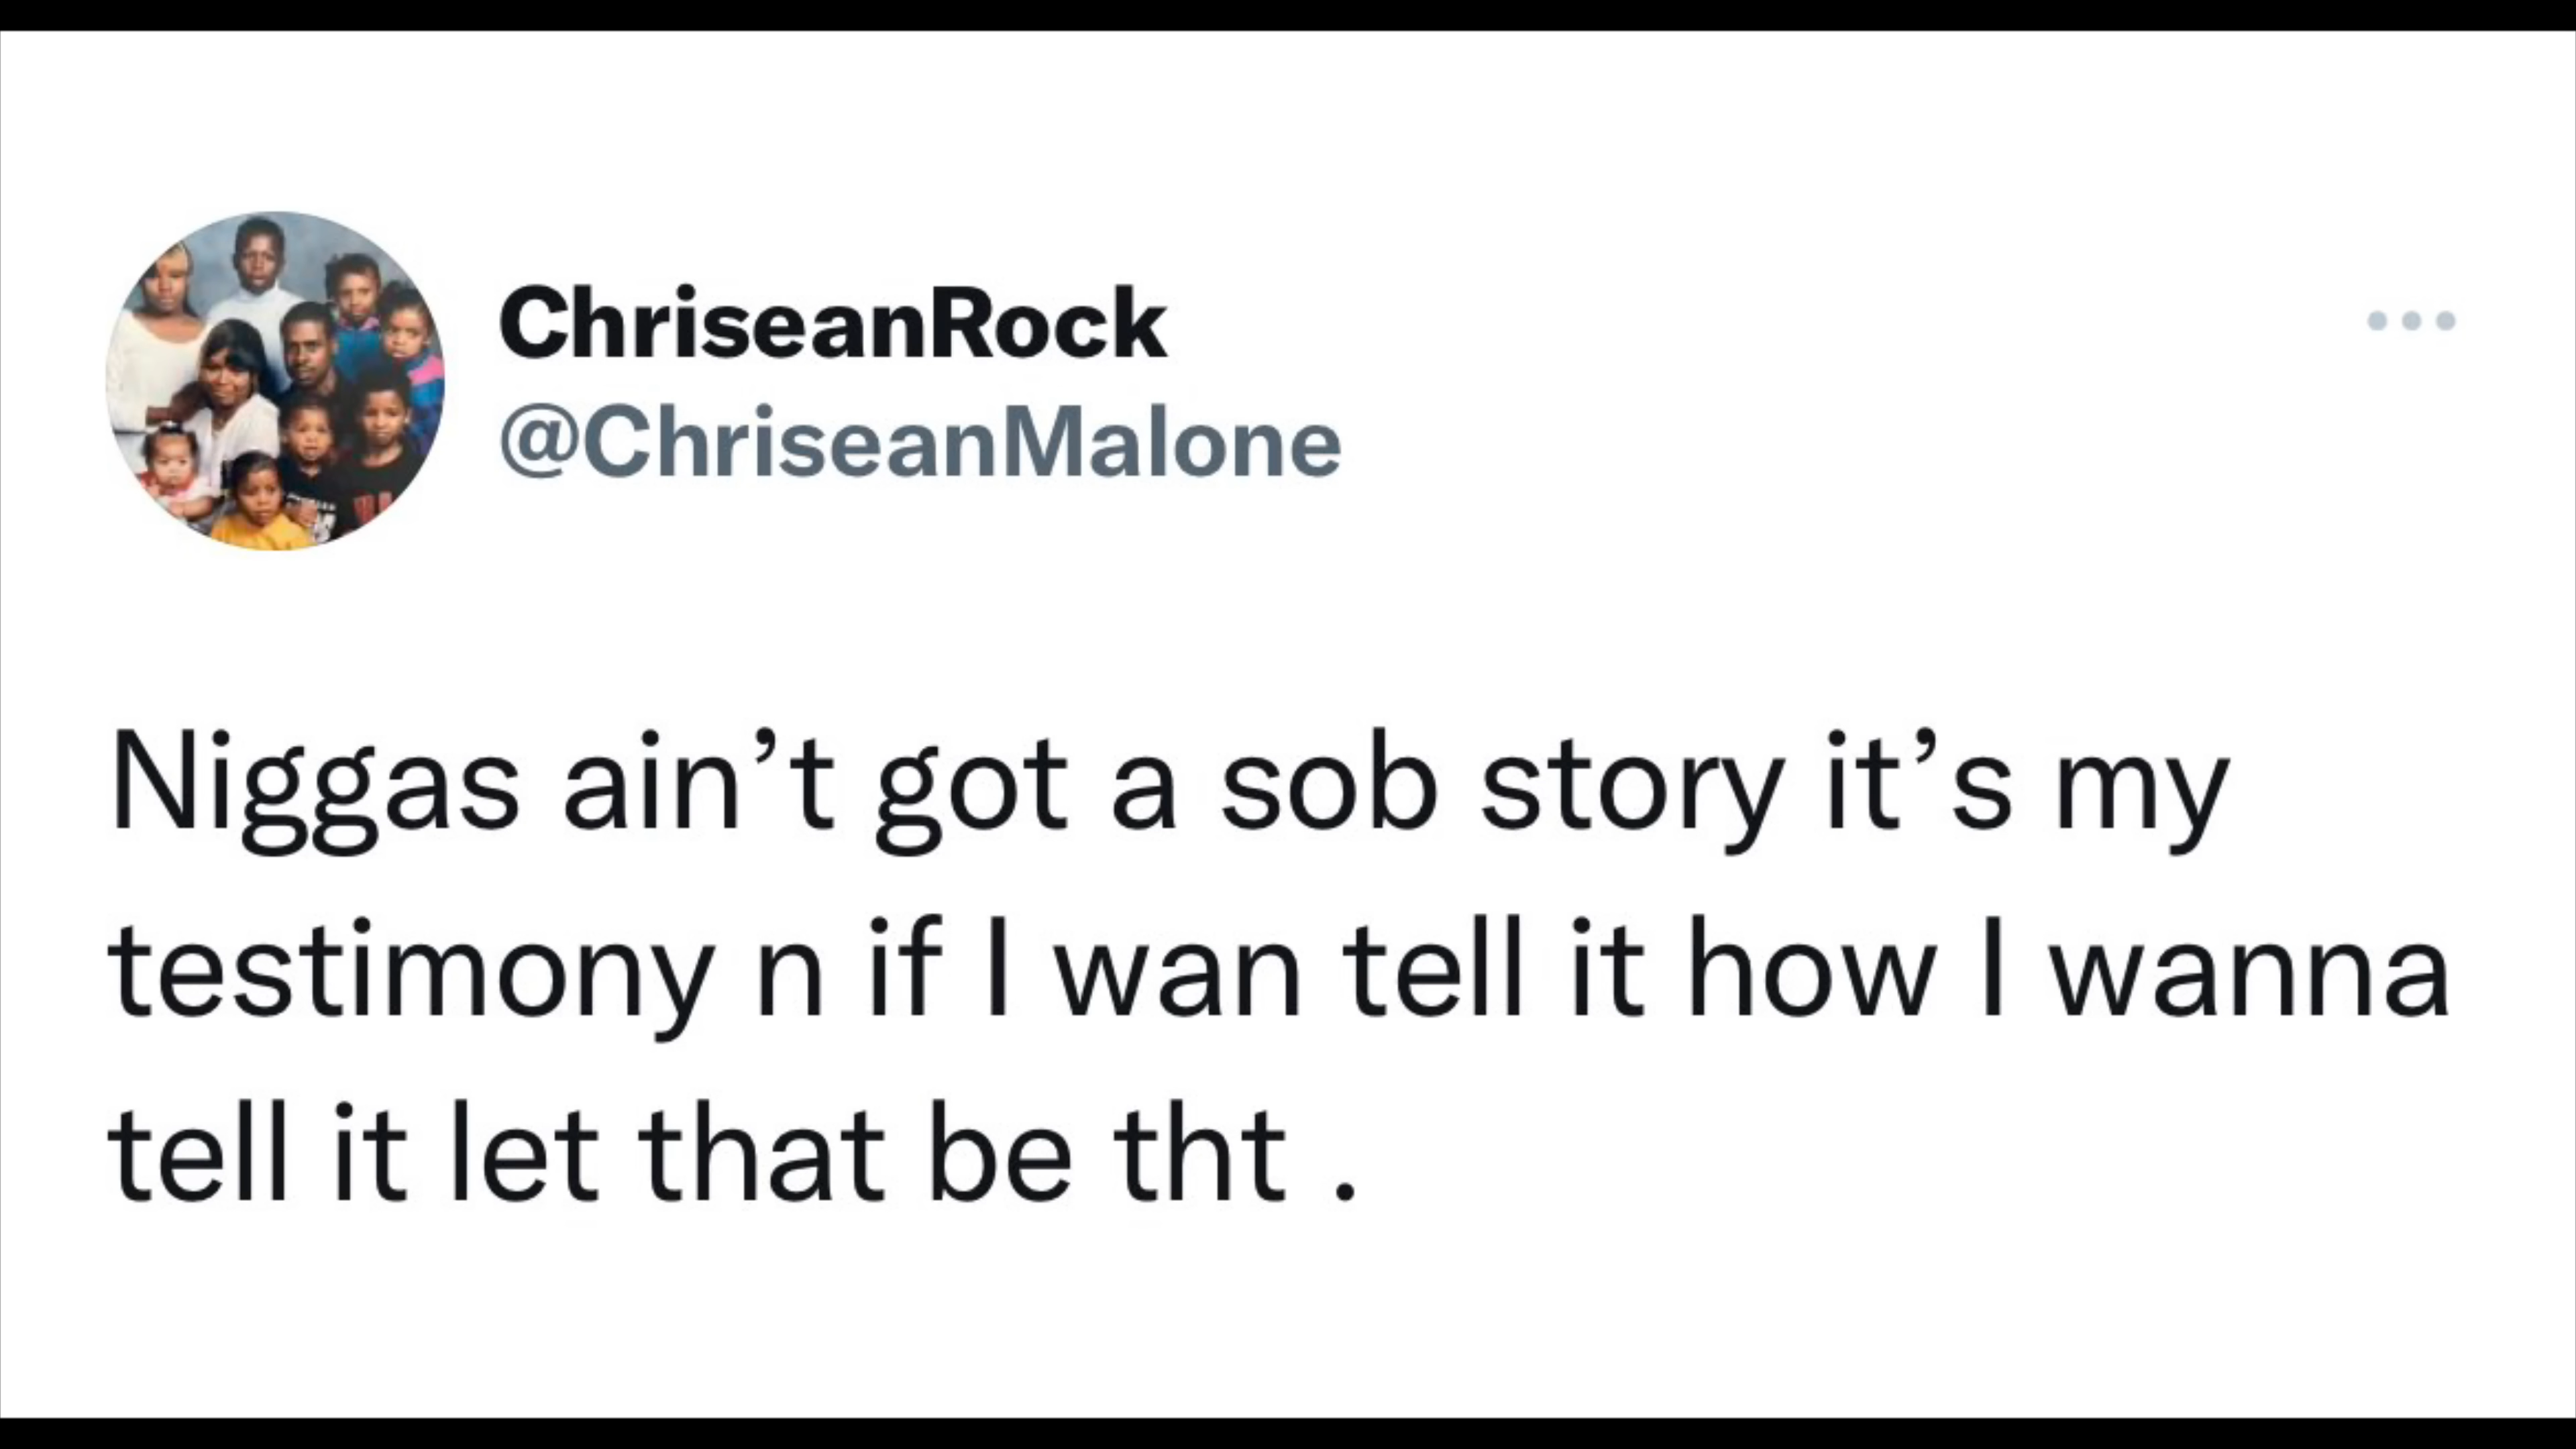 ChriseanRock
@ChriseanMalone
Niggas ain’t got a sob story it’s my
testimony n if I wan tell it how I wanna
tell it let that be tht .